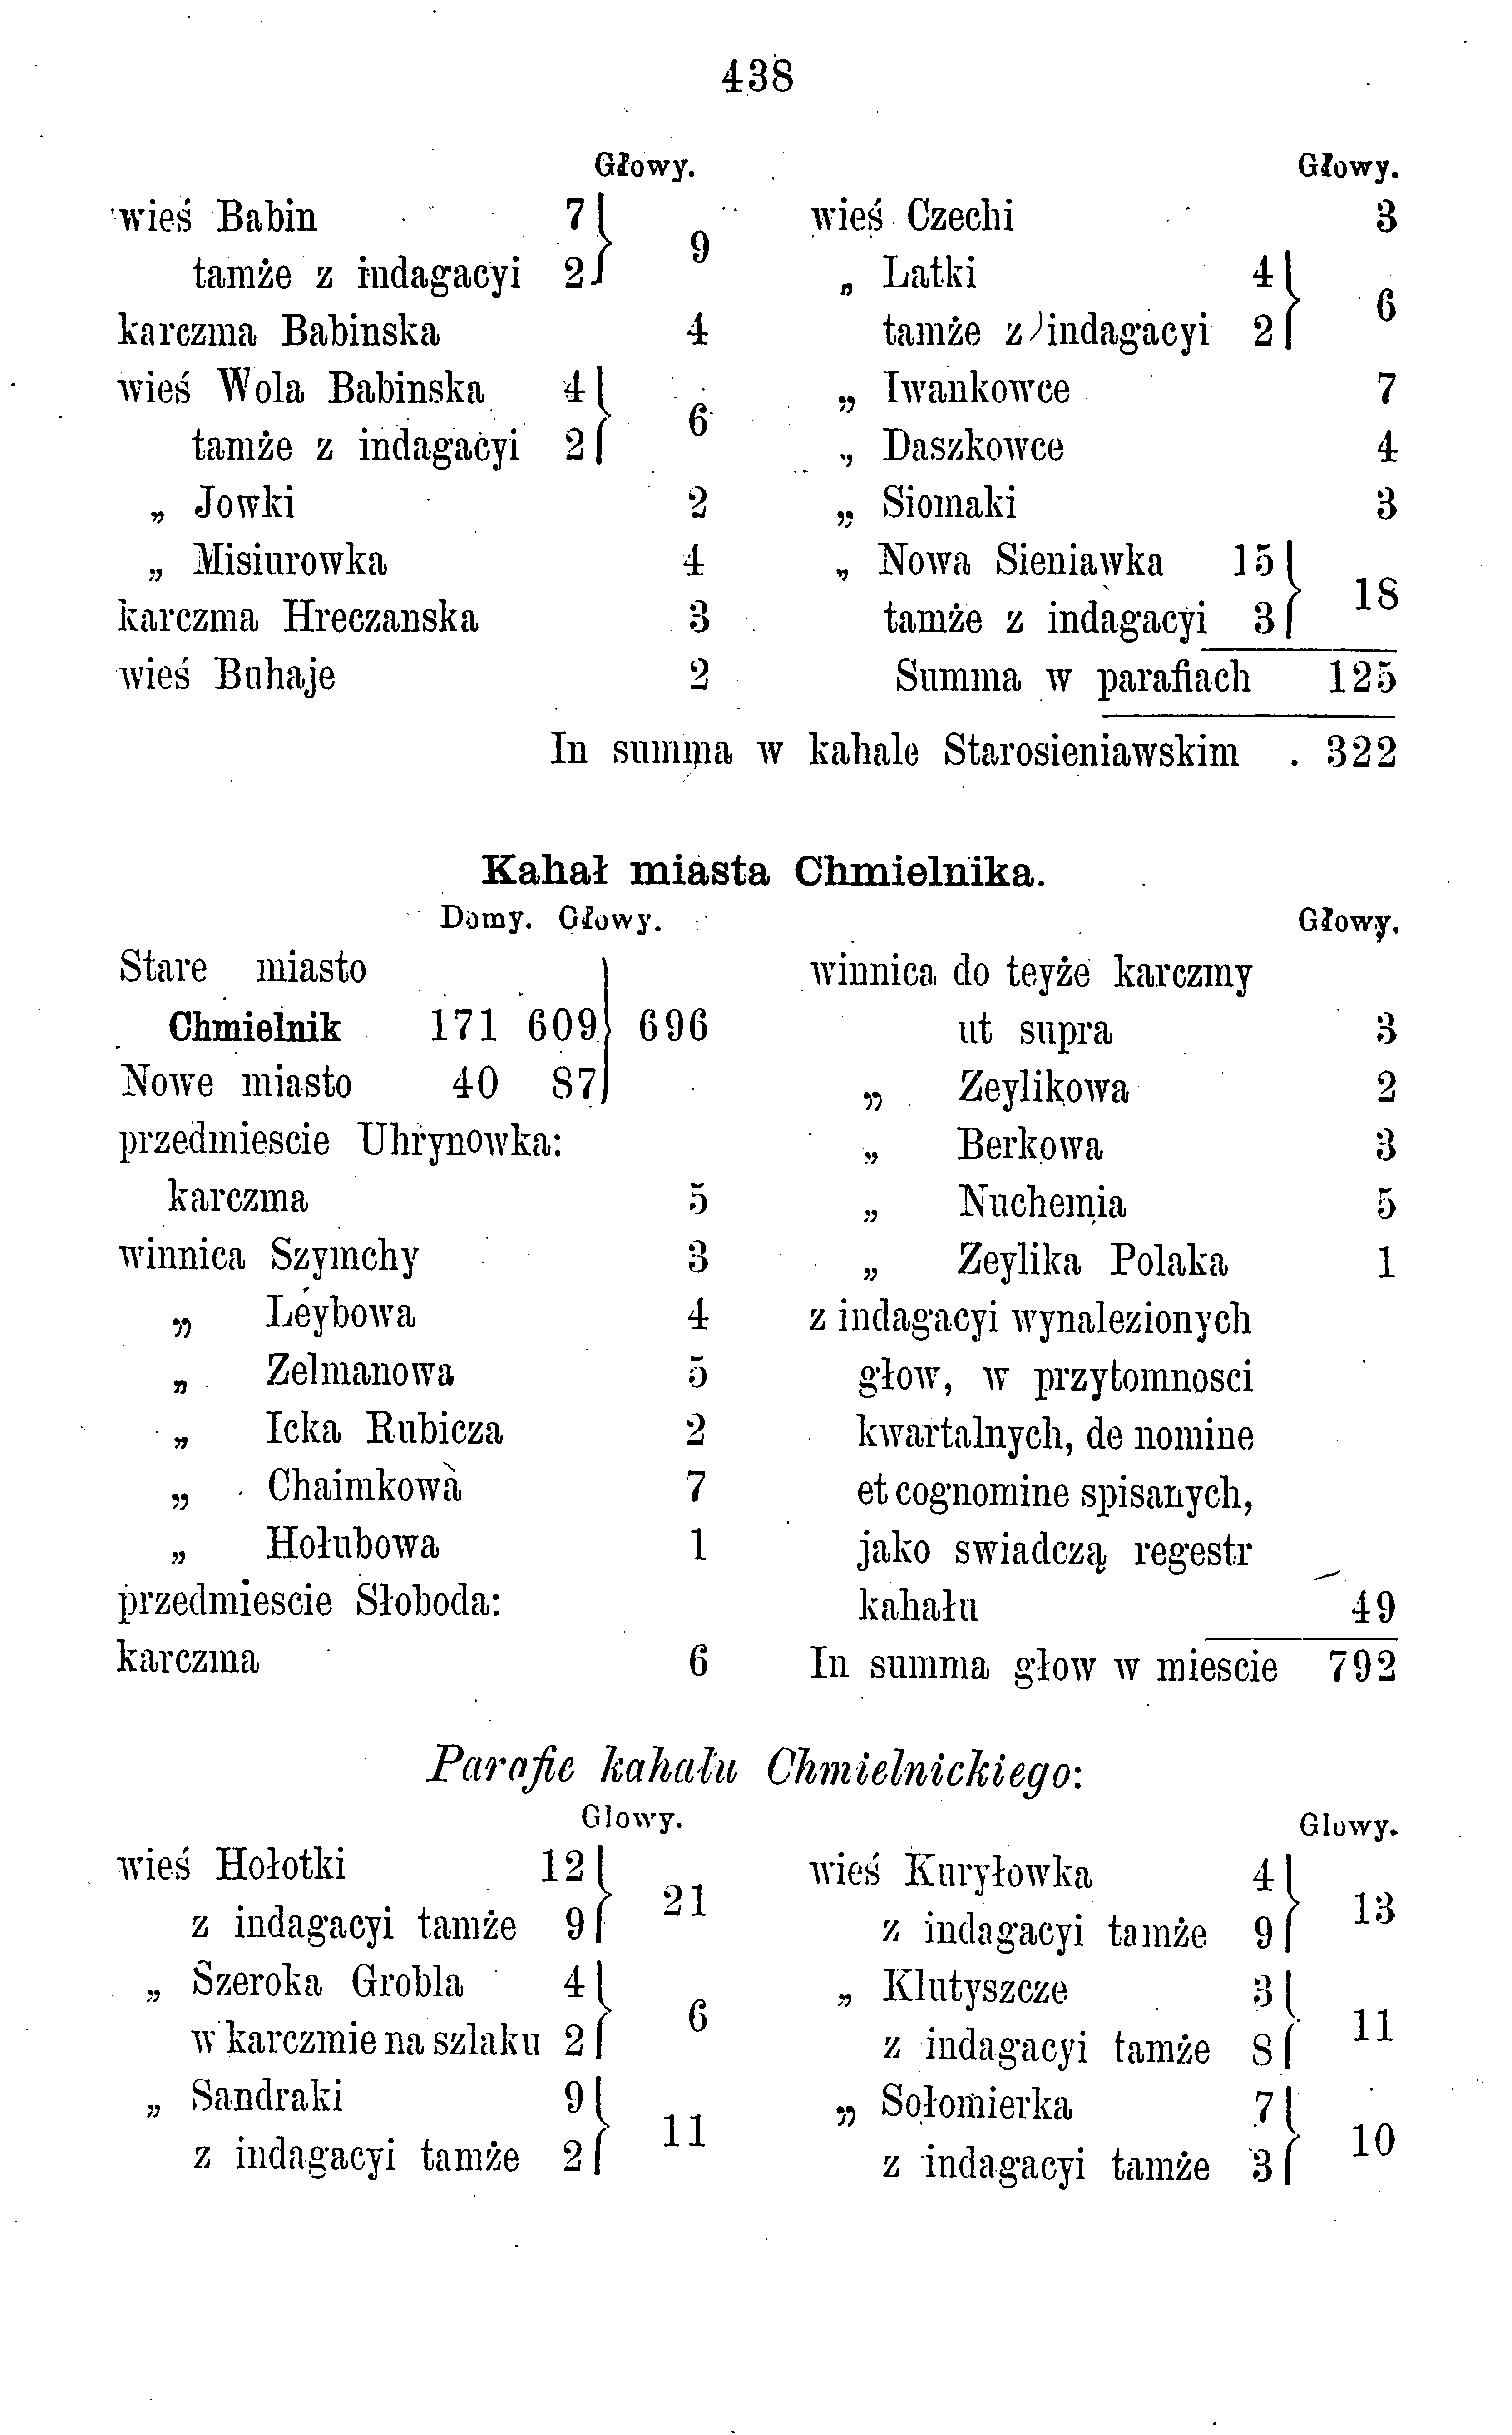 438
Głowy.
wieś Babin 7
9
tamże z indagacyi 2
karczma Babinska 4
wieś Wola Babinska 4
6
tamże z indagacyi 2
„ Jowki 2
„ Misiurowka 4
karczma Hreczanska 3
wieś Buhaje 2
Głowy.
wieś Czechi 3
„ Latki 4
6
tamże z indagacyi 2
„ Iwankowce 7
„ Daszkowce 4
„ Siomaki 3
„ Nowa Sieniawka 15
18
tamże z indagacyi 3
Summa w parafiach 125
In summa w kahale Starosieniawskim . 322
Kahał miasta Chmielnika.
Domy. Głowy.
Stare miasto
Chmielnik 171 609 696
Nowe miasto 40 87
przedmiescie Uhrynowka:
karczma 5
winnica Szymchy 3
„ Leybowa 4
„ Zelmanowa 5
„ Icka Rubicza 2
„ Chaimkowa 7
„ Hołubowa 1
przedmiescie Słoboda:
karczma 6
Głowy.
winnica do teyże karczmy
ut supra 3
„ Zeylikowa 2
„ Berkowa 3
„ Nuchemia 5
„ Zeylika Polaka 1
z indagacyi wynalezionych
głow, w przytomnosci
kwartalnych, de nomine
et cognomine spisanych,
jako swiadczą regestr
kahału 49
In summa głow w miescie 792
Parafie kahału Chmielnickiego:
Glowy.
wieś Hołotki 12
21
z indagacyi tamże 9
„ Szeroka Grobla 4
6
w karczmie na szlaku 2
„ Sandraki 9
11
z indagacyi tamże 2
Glowy.
wieś Kuryłowka 4
13
z indagacyi tamże 9
„ Klutyszcze 3
11
z indagacyi tamże 8
„ Sołomierka 7
10
z indagacyi tamże 3